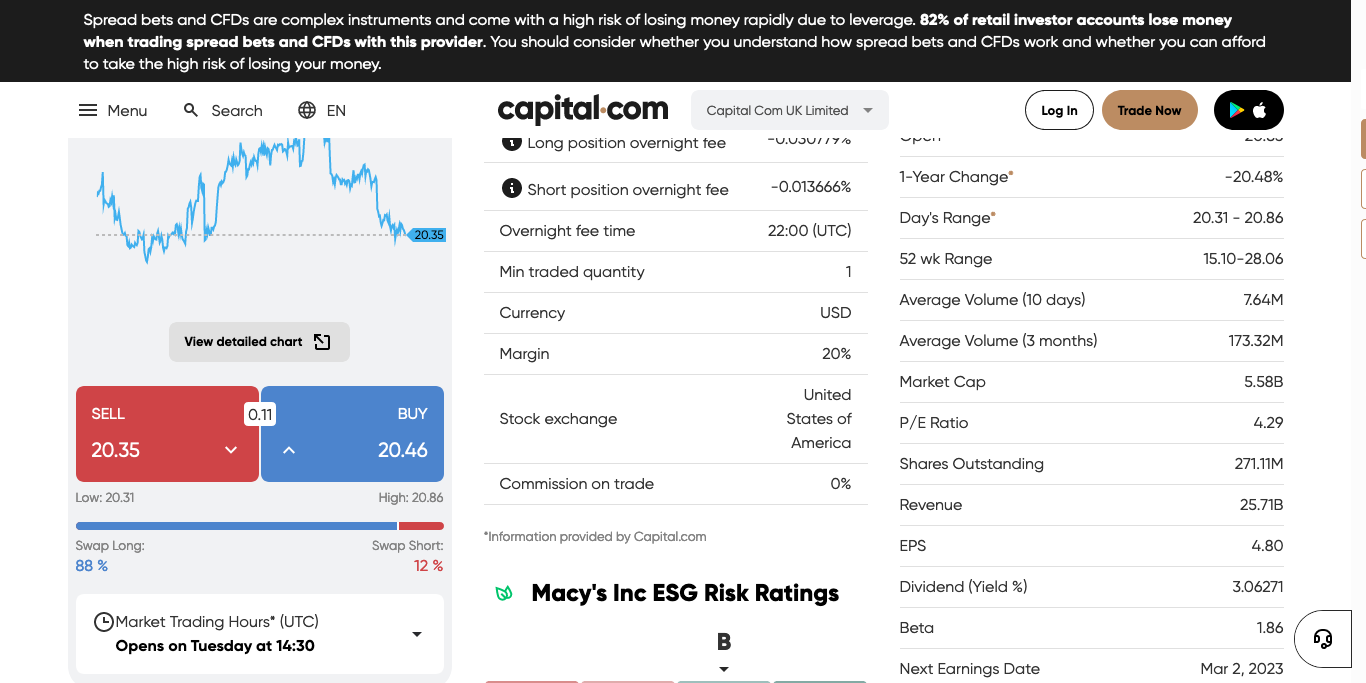 Spread bets and CFDs are complex instruments and come with a high risk of losing money rapidly due to leverage. 82% of retail investor accounts lose money
when trading spread bets and CFDs with this provider. You should consider whether you understand how spread bets and CFDs work and whether you can afford
to take the high risk of losing your money.
Menu
Search
EN
capital.com
Capital Com UK Limited
Log In
Trade Now
20.35
View detailed chart
SELL
0.11
BUY
20.35
20.46
Low: 20.31
High: 20.86
Swap Long:
Swap Short:
88 %
12 %
Market Trading Hours* (UTC)
Opens on Tuesday at 14:30
Long position overnight fee -0.030779%
Short position overnight fee -0.013666%
Overnight fee time 22:00 (UTC)
Min traded quantity 1
Currency USD
Margin 20%
Stock exchange
United
States of
America
Commission on trade 0%
*Information provided by Capital.com
Macy's Inc ESG Risk Ratings
B
Open
1-Year Change* -20.48%
Day's Range* 20.31 - 20.86
52 wk Range 15.10-28.06
Average Volume (10 days) 7.64M
Average Volume (3 months) 173.32M
Market Cap 5.58B
P/E Ratio 4.29
Shares Outstanding 271.11M
Revenue 25.71B
EPS 4.80
Dividend (Yield %) 3.06271
Beta 1.86
Next Earnings Date Mar 2, 2023